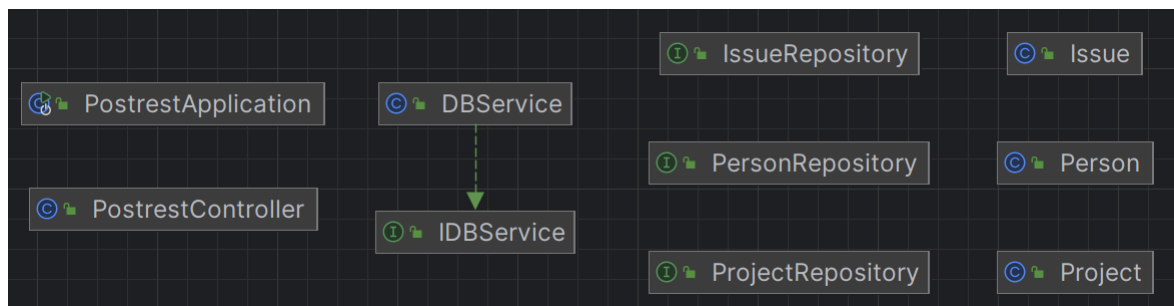 IssueRepository
Issue
PostrestApplication
DBService
PersonRepository
Person
PostrestController
IDBService
ProjectRepository
Project